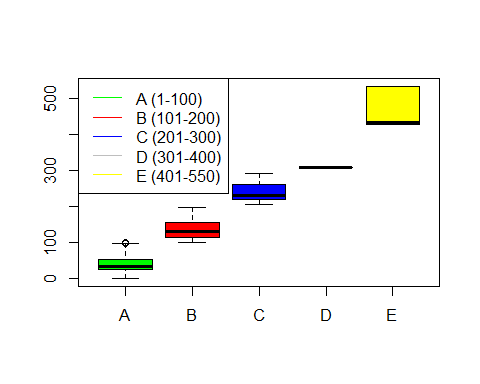 A (1-100)
B (101-200)
C (201-300)
D (301-400)
E (401-550)
500
300
100
0
A B C D E